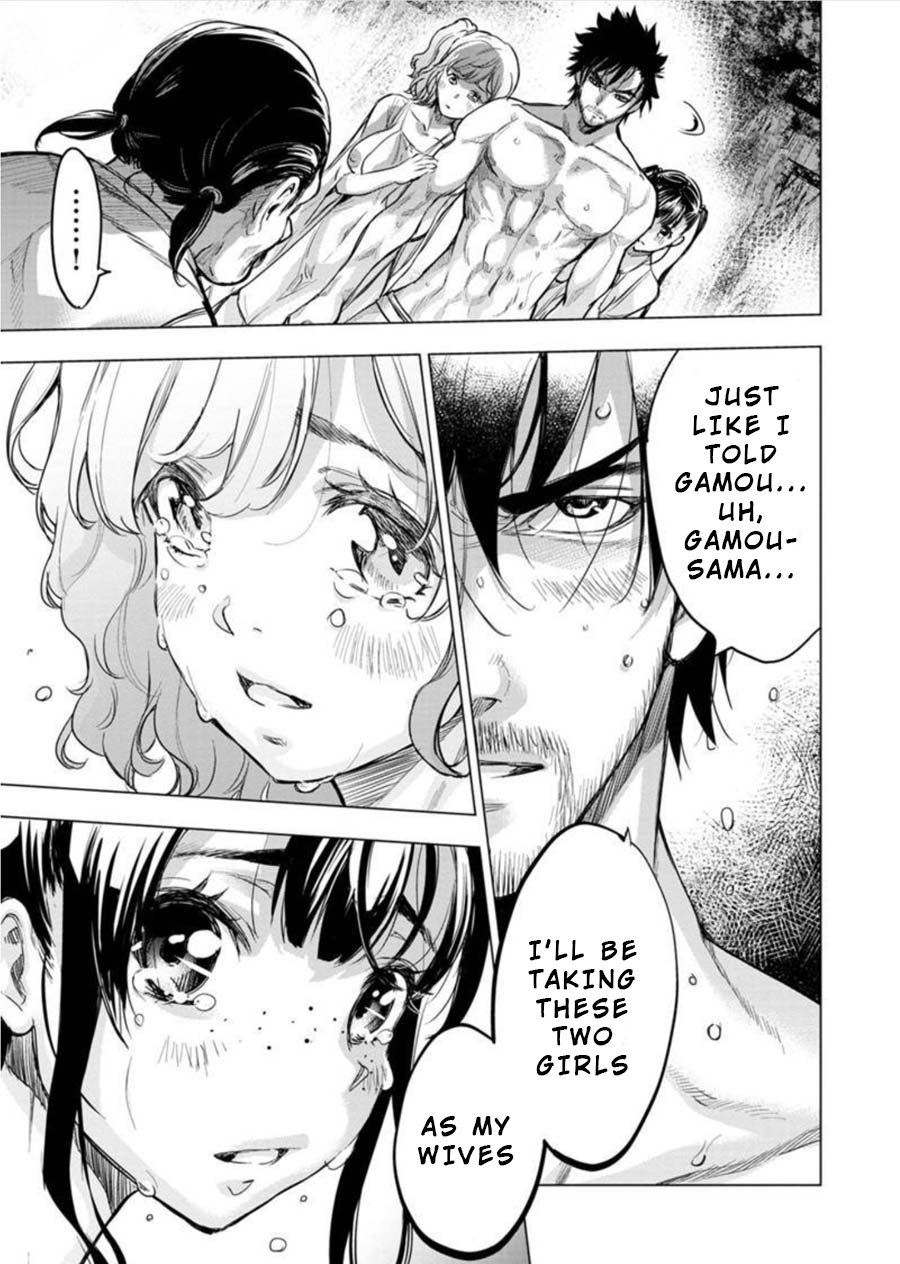 ……！
JUST
LIKE I
TOLD
GAMOU...
UH,
GAMOU-
SAMA...
I'LL BE
TAKING
THESE
TWO
GIRLS
AS MY
WIVES